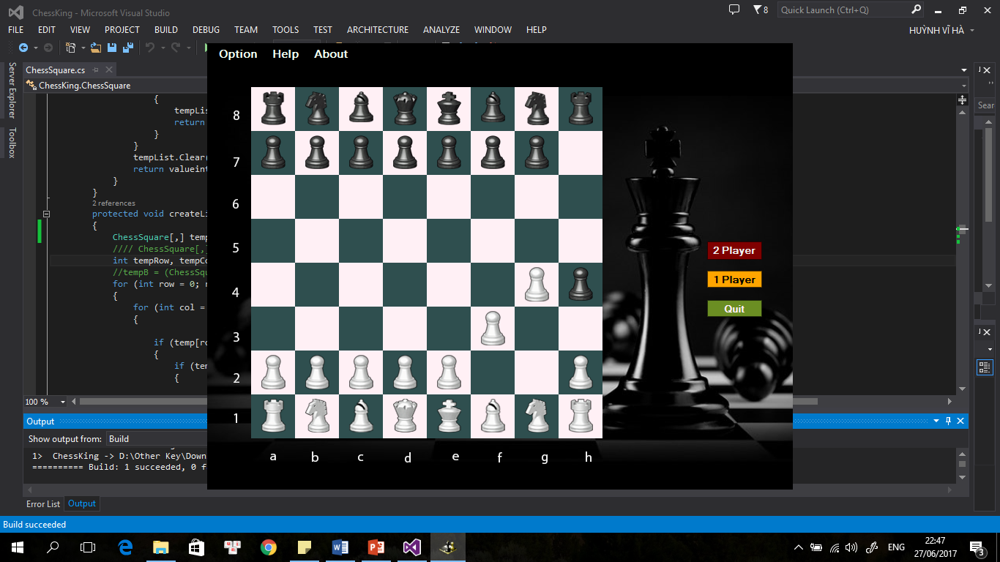 ChessKing - Microsoft Visual Studio
8
Quick Launch (Ctrl+Q)
FILE EDIT VIEW PROJECT BUILD DEBUG TEAM TOOLS TEST ARCHITECTURE ANALYZE WINDOW HELP
HUỲNH VĨ HÀ
Server Explorer
Toolbox
ChessSquare.cs
ChessKing.ChessSquare
{
tempLis
return
}
}
tempList.Clear(
return valueint
}
}
2 references
protected void createLi
{
ChessSquare[,] temp
//// ChessSquare[,]
int tempRow, tempCo
//tempB = (ChessSqu
for (int row = 0; r
{
for (int col =
{
if (temp[ro
{
if (tem
{
100 %
Option Help About
8
7
6
5
4
3
2
1
a b c d e f g h
2 Player
1 Player
Quit
Sear
Output
Show output from: Build
1> ChessKing -> D:\Other Key\Down
========== Build: 1 succeeded, 0 f
Error List Output
Build succeeded
ENG
22:47
27/06/2017
3